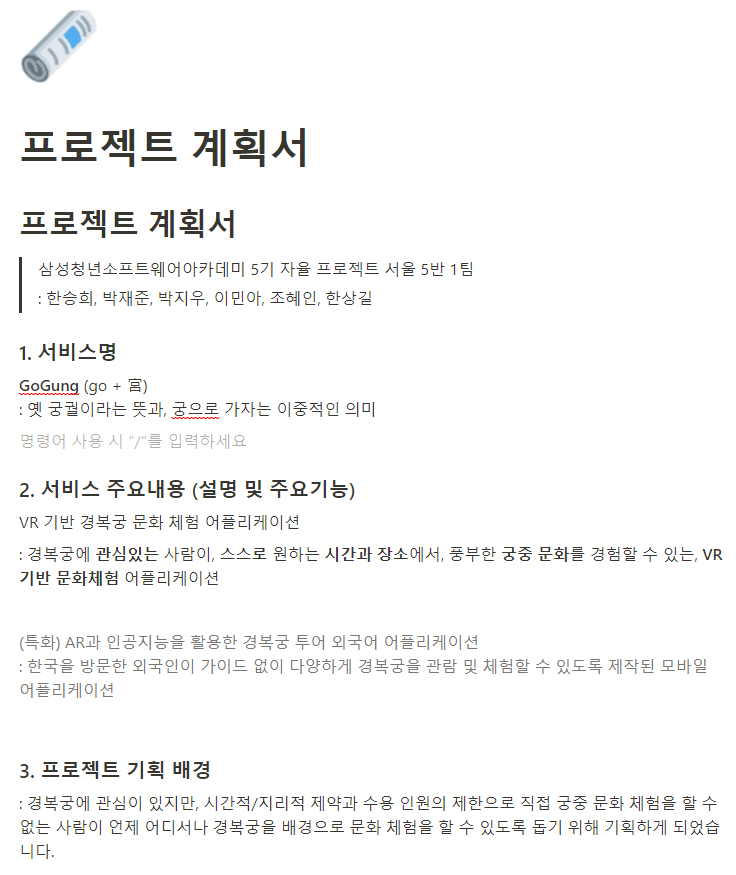 프로젝트 계획서
프로젝트 계획서
삼성청년소프트웨어아카데미 5기 자율 프로젝트 서울 5반 1팀
: 한승희, 박재준, 박지우, 이민아, 조혜인, 한상길
1. 서비스명
GoGung (go + 宮)
: 옛 궁궐이라는 뜻과, 궁으로 가자는 이중적인 의미
명령어 사용 시 "/"를 입력하세요
2. 서비스 주요내용 (설명 및 주요기능)
VR 기반 경복궁 문화 체험 어플리케이션
: 경복궁에 관심있는 사람이, 스스로 원하는 시간과 장소에서, 풍부한 궁중 문화를 경험할 수 있는, VR
기반 문화체험 어플리케이션
(특화) AR과 인공지능을 활용한 경복궁 투어 외국어 어플리케이션
: 한국을 방문한 외국인이 가이드 없이 다양하게 경복궁을 관람 및 체험할 수 있도록 제작된 모바일
어플리케이션
3. 프로젝트 기획 배경
: 경복궁에 관심이 있지만, 시간적/지리적 제약과 수용 인원의 제한으로 직접 궁중 문화 체험을 할 수
없는 사람이 언제 어디서나 경복궁을 배경으로 문화 체험을 할 수 있도록 돕기 위해 기획하게 되었습
니다.